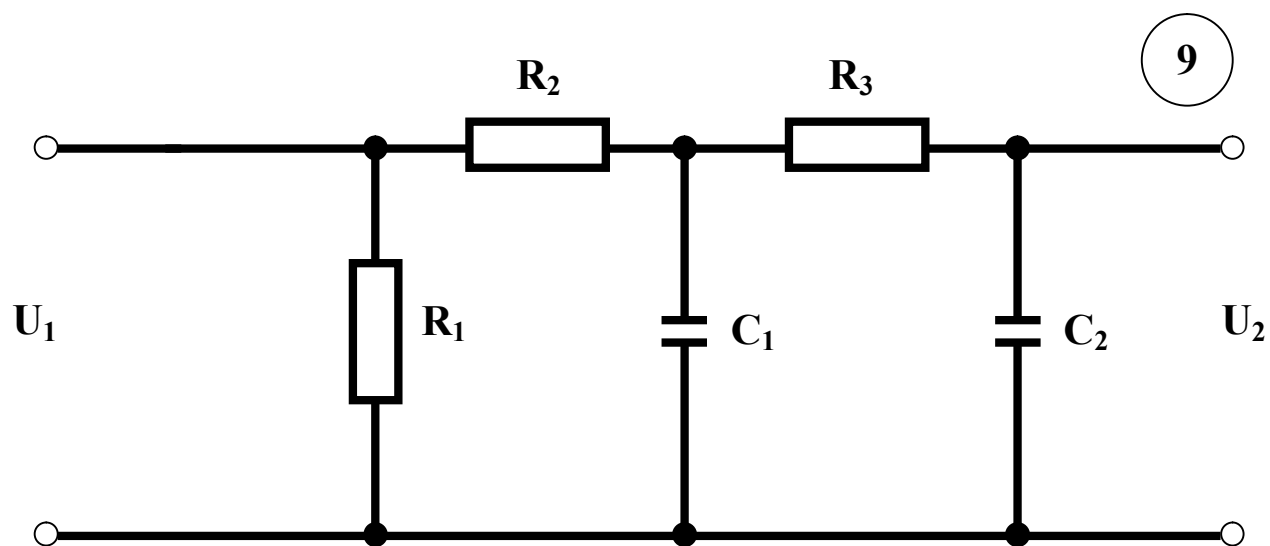 9
R₂
R₃
U₁
R₁
C₁
C₂
U₂